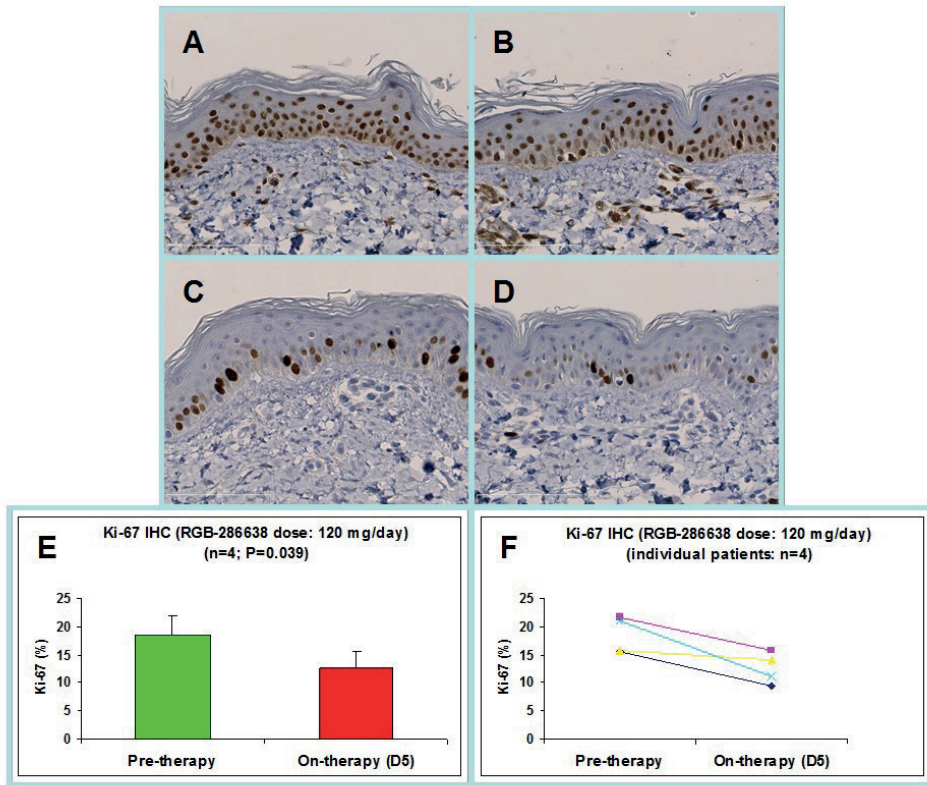 A
B
C
D
E
Ki-67 IHC (RGB-286638 dose: 120 mg/day)
(n=4; P=0.039)
Ki-67 (%)
25
20
15
10
5
0
Pre-therapy
On-therapy (D5)
F
Ki-67 IHC (RGB-286638 dose: 120 mg/day)
(individual patients: n=4)
Ki-67 (%)
25
20
15
10
5
0
Pre-therapy
On-therapy (D5)